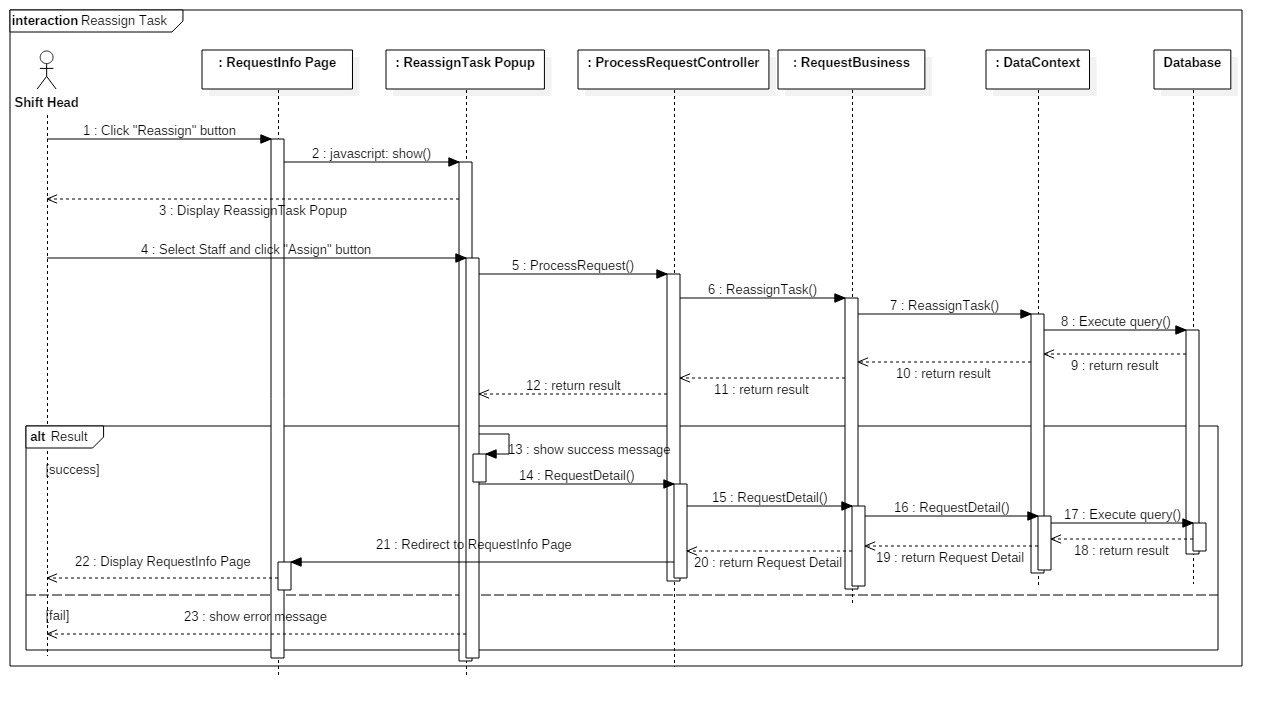 interaction Reassign Task
: RequestInfo Page
: ReassignTask Popup
: ProcessRequestController
: RequestBusiness
: DataContext
Database
Shift Head
1 : Click "Reassign" button
2 : javascript: show()
3 : Display ReassignTask Popup
4 : Select Staff and click "Assign" button
5 : ProcessRequest()
6 : ReassignTask()
7 : ReassignTask()
8 : Execute query()
9 : return result
10 : return result
11 : return result
12 : return result
alt Result
13 : show success message
[success]
14 : RequestDetail()
15 : RequestDetail()
16 : RequestDetail()
17 : Execute query()
18 : return result
19 : return Request Detail
20 : return Request Detail
21 : Redirect to RequestInfo Page
22 : Display RequestInfo Page
[fail]
23 : show error message